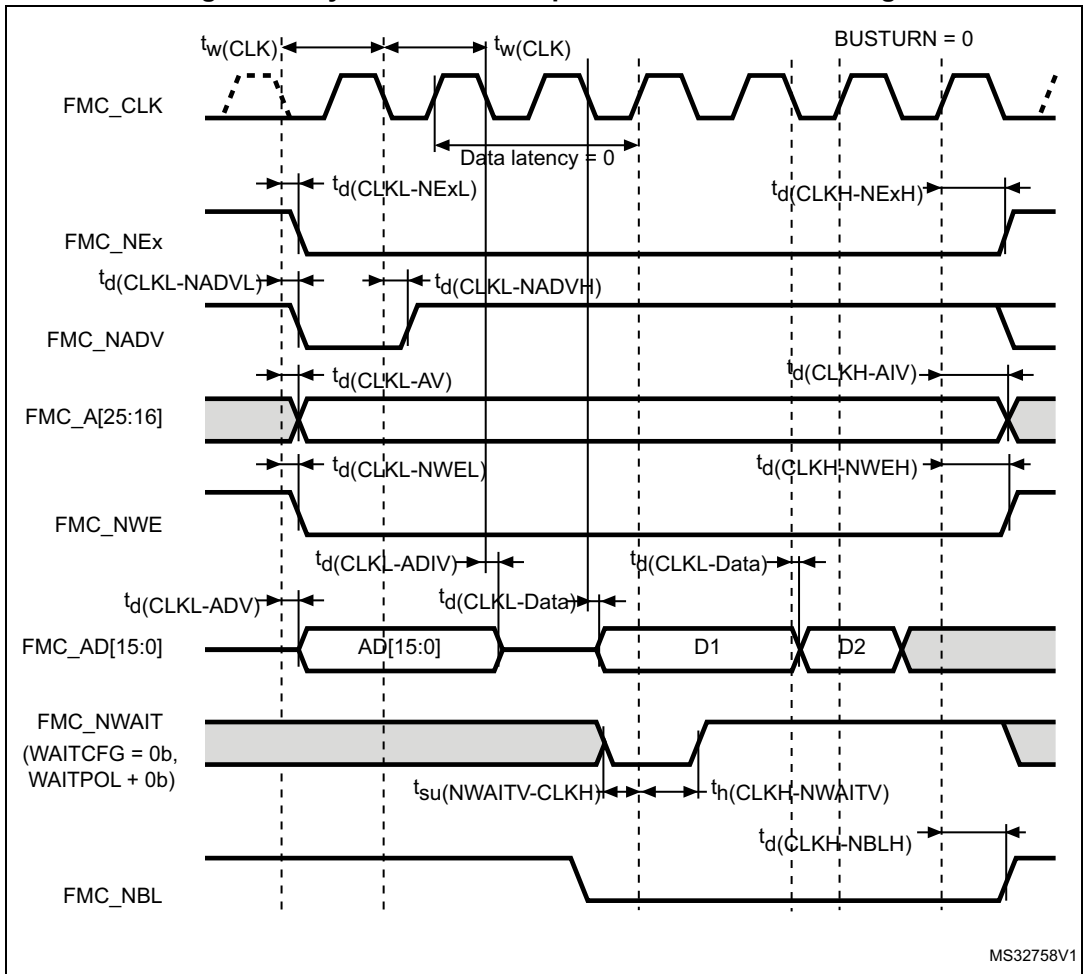 tw(CLK) tw(CLK) BUSTURN = 0
FMC_CLK
Data latency = 0
td(CLKL-NExL) td(CLKH-NExH)
FMC_NEx
td(CLKL-NADVL) td(CLKL-NADVH)
FMC_NADV
td(CLKL-AV) td(CLKH-AIV)
FMC_A[25:16]
td(CLKL-NWEL) td(CLKH-NWEH)
FMC_NWE
td(CLKL-ADIV) td(CLKL-Data)
td(CLKL-ADV) td(CLKL-Data)
FMC_AD[15:0] AD[15:0] D1 D2
FMC_NWAIT
(WAITCFG = 0b,
WAITPOL + 0b)
tsu(NWAITV-CLKH) th(CLKH-NWAITV)
td(CLKH-NBLH)
FMC_NBL
MS32758V1